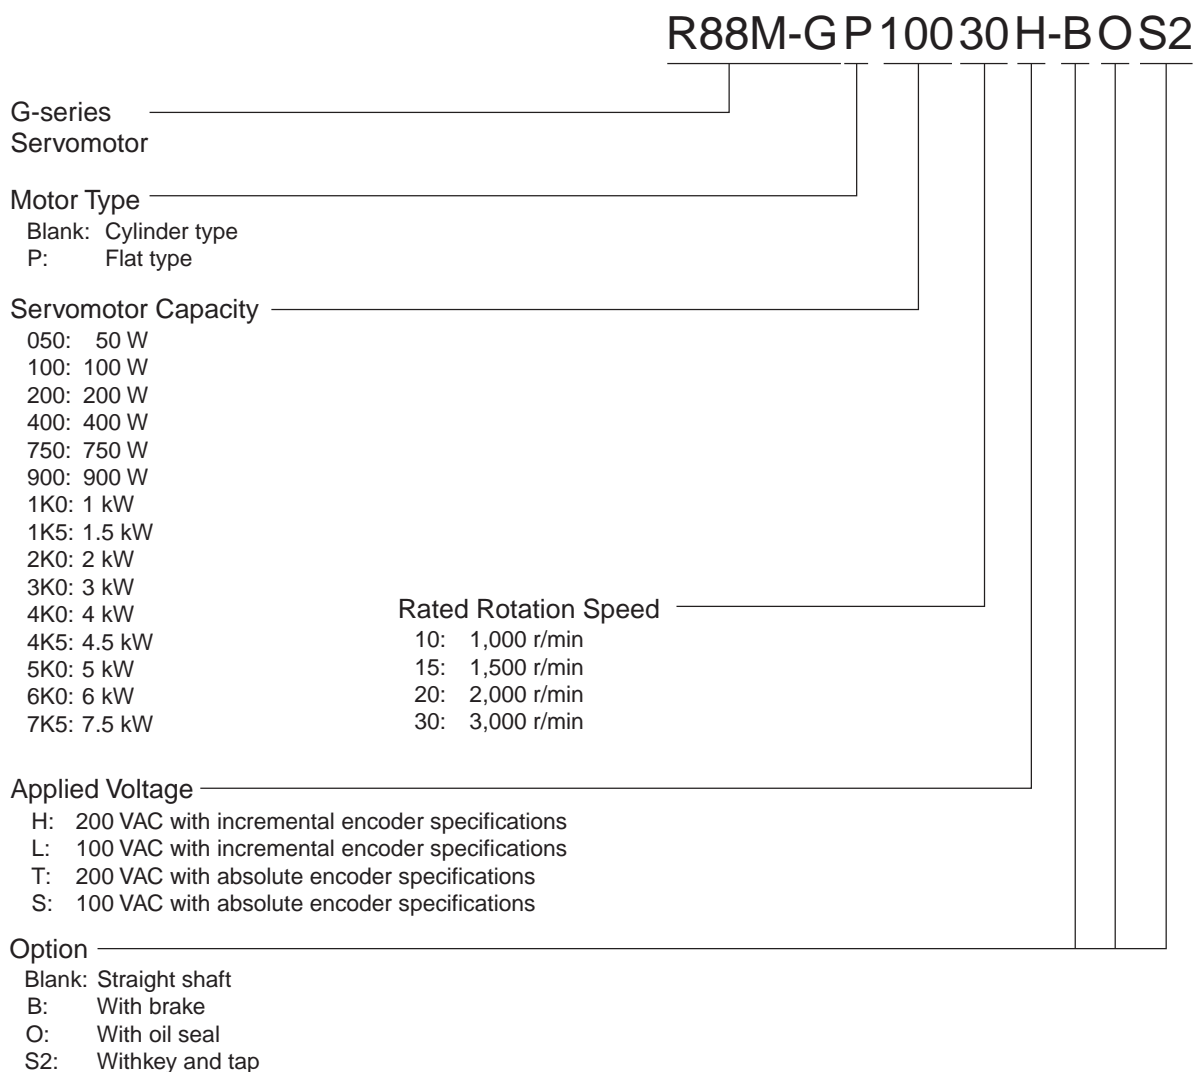 R88M-GP10030H-BOS2
G-series
Servomotor
Motor Type
Blank: Cylinder type
P: Flat type
Servomotor Capacity
050: 50 W
100: 100 W
200: 200 W
400: 400 W
750: 750 W
900: 900 W
1K0: 1 kW
1K5: 1.5 kW
2K0: 2 kW
3K0: 3 kW
4K0: 4 kW
4K5: 4.5 kW
5K0: 5 kW
6K0: 6 kW
7K5: 7.5 kW
Rated Rotation Speed
10: 1,000 r/min
15: 1,500 r/min
20: 2,000 r/min
30: 3,000 r/min
Applied Voltage
H: 200 VAC with incremental encoder specifications
L: 100 VAC with incremental encoder specifications
T: 200 VAC with absolute encoder specifications
S: 100 VAC with absolute encoder specifications
Option
Blank: Straight shaft
B: With brake
O: With oil seal
S2: Withkey and tap